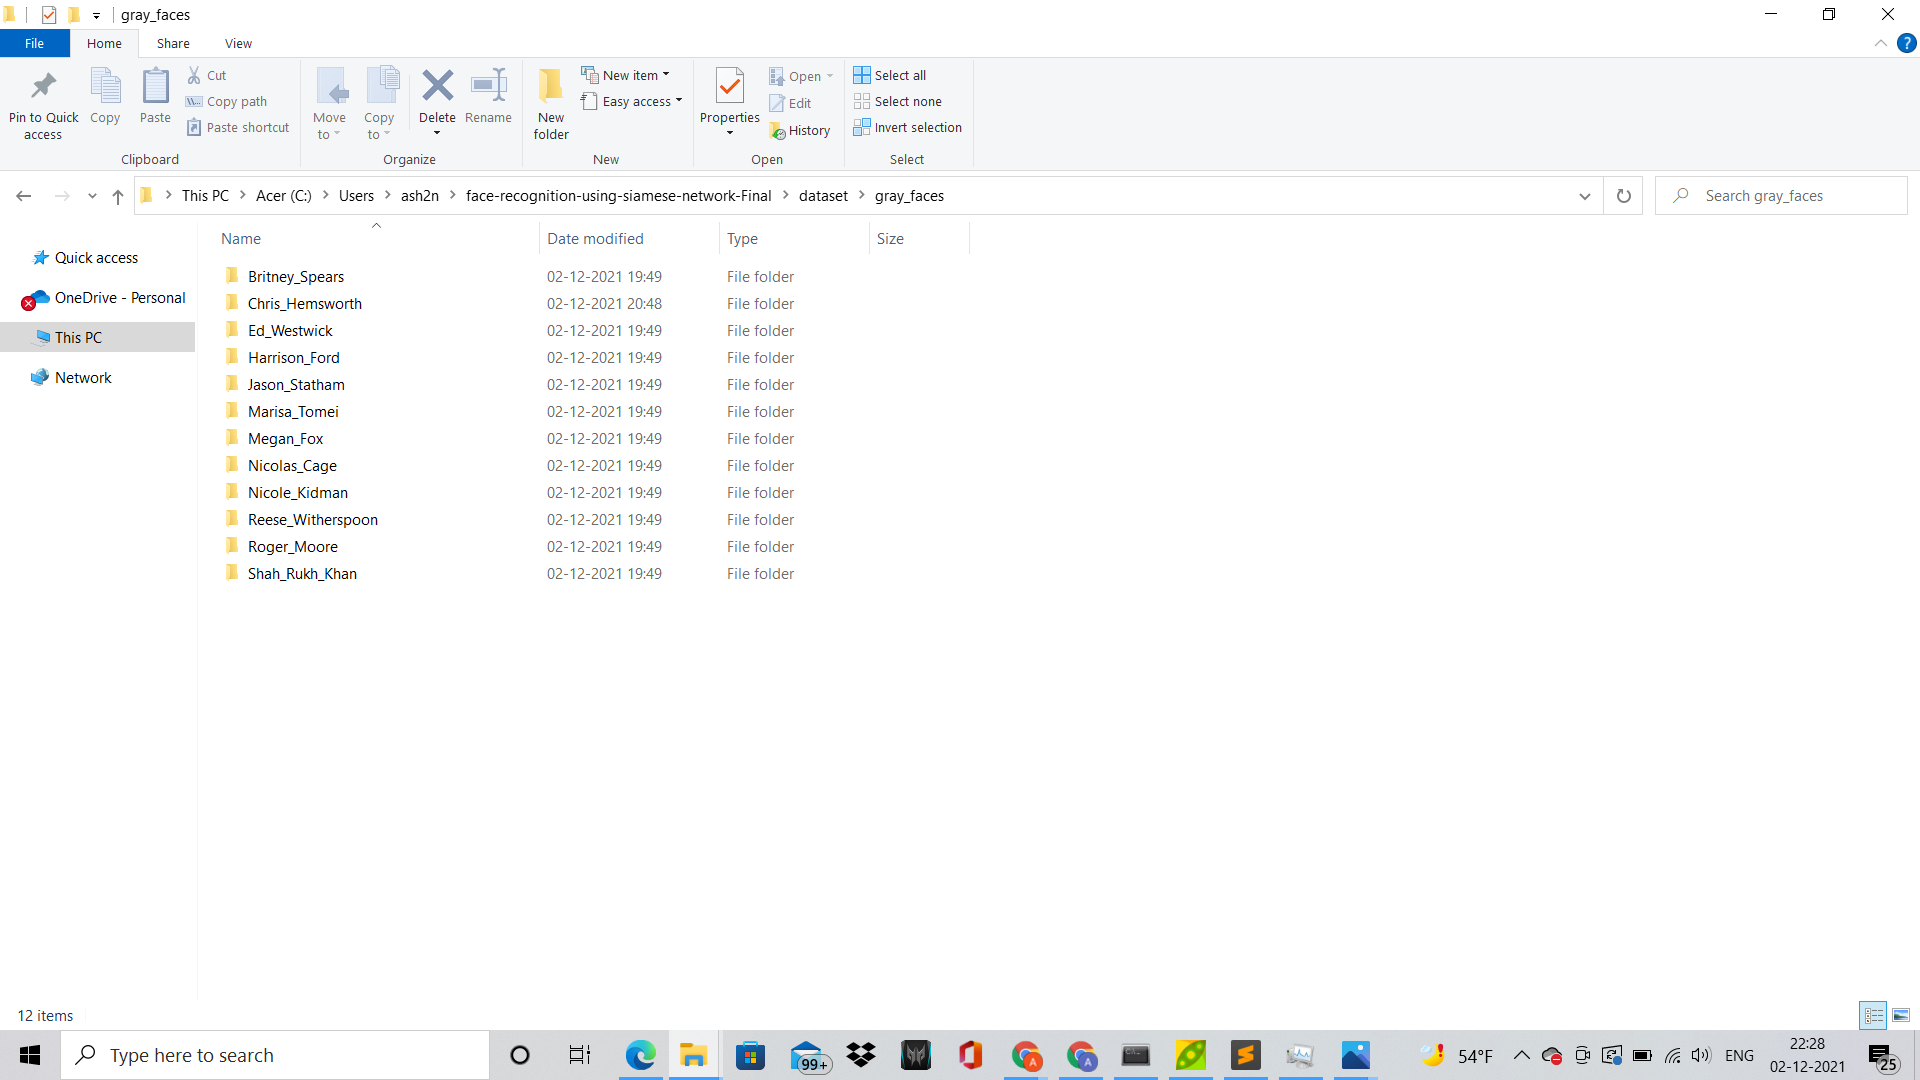 gray_faces
File Home Share View
Pin to Quick access
Copy
Paste
Cut
Copy path
Paste shortcut
Clipboard
Move to
Copy to
Delete
Rename
Organize
New folder
New item
Easy access
New
Properties
Open
Edit
History
Open
Select all
Select none
Invert selection
Select
This PC > Acer (C:) > Users > ash2n > face-recognition-using-siamese-network-Final > dataset > gray_faces
Search gray_faces
Quick access
OneDrive - Personal
This PC
Network
Name Date modified Type Size
Britney_Spears 02-12-2021 19:49 File folder
Chris_Hemsworth 02-12-2021 20:48 File folder
Ed_Westwick 02-12-2021 19:49 File folder
Harrison_Ford 02-12-2021 19:49 File folder
Jason_Statham 02-12-2021 19:49 File folder
Marisa_Tomei 02-12-2021 19:49 File folder
Megan_Fox 02-12-2021 19:49 File folder
Nicolas_Cage 02-12-2021 19:49 File folder
Nicole_Kidman 02-12-2021 19:49 File folder
Reese_Witherspoon 02-12-2021 19:49 File folder
Roger_Moore 02-12-2021 19:49 File folder
Shah_Rukh_Khan 02-12-2021 19:49 File folder
12 items
Type here to search
99+
A
A
54°F
ENG
22:28
02-12-2021
25